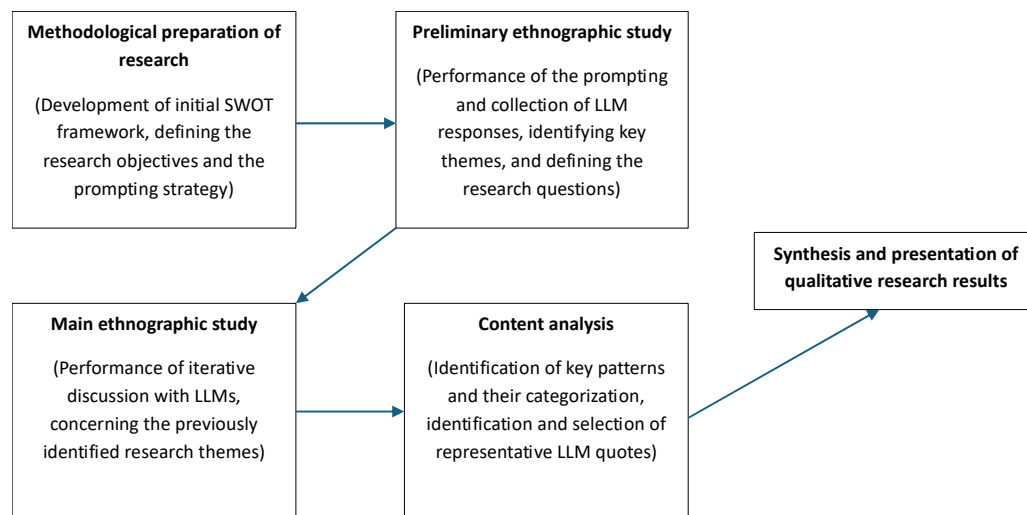 Methodological preparation of
research
(Development of initial SWOT
framework, defining the
research objectives and the
prompting strategy)
Preliminary ethnographic study
(Performance of the prompting
and collection of LLM
responses, identifying key
themes, and defining the
research questions)
Main ethnographic study
(Performance of iterative
discussion with LLMs,
concerning the previously
identified research themes)
Content analysis
(Identification of key patterns
and their categorization,
identification and selection of
representative LLM quotes)
Synthesis and presentation of
qualitative research results